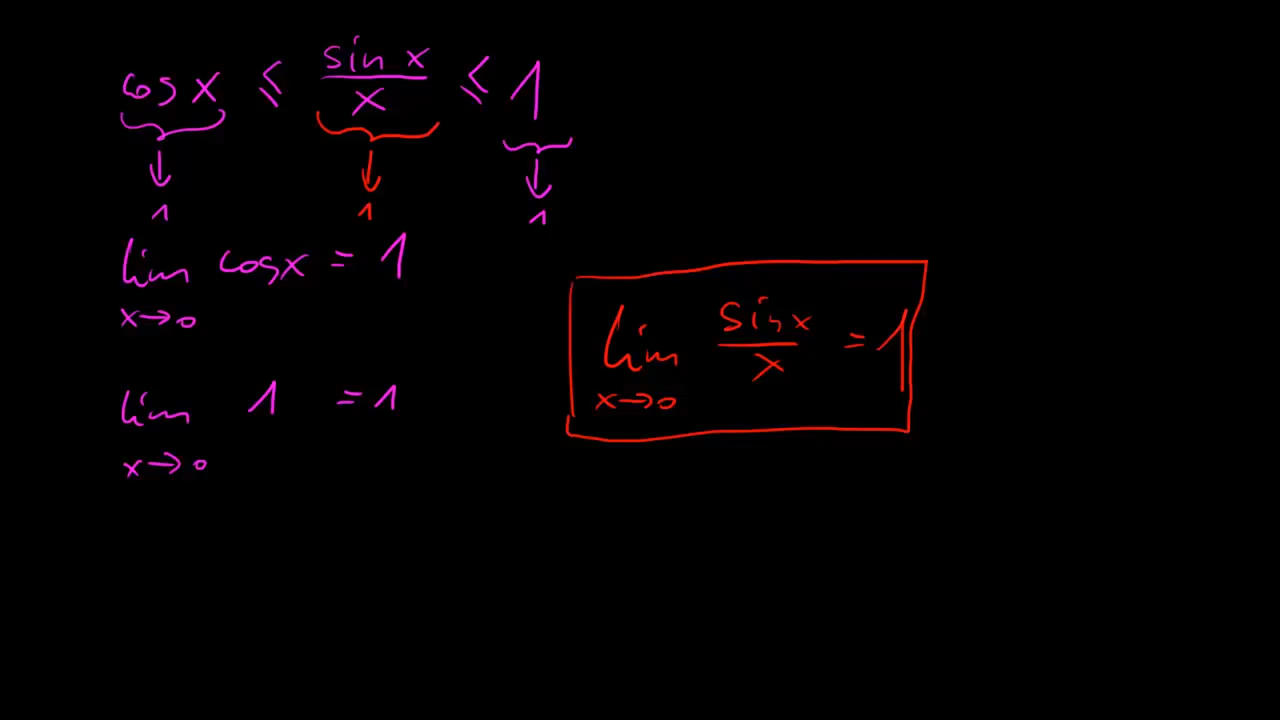 cos x ≤ sin x / x ≤ 1
1 1 1
lim x→0 cos x = 1
lim x→0 sin x / x = 1
lim x→0 1 = 1